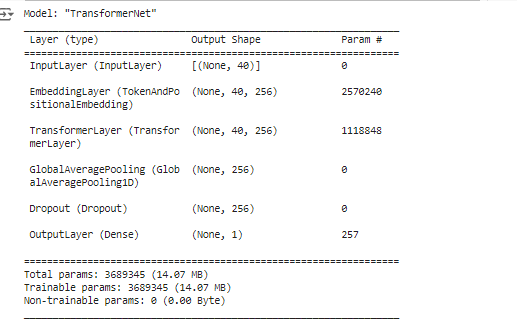 Model: "TransformerNet"
_________________________________________________________________
Layer (type) Output Shape Param #
=================================================================
InputLayer (InputLayer) [(None, 40)] 0
EmbeddingLayer (TokenAndPo (None, 40, 256) 2570240
sitionalEmbedding)
TransformerLayer (Transfor (None, 40, 256) 1118848
merLayer)
GlobalAveragePooling (Glob (None, 256) 0
alAveragePooling1D)
Dropout (Dropout) (None, 256) 0
OutputLayer (Dense) (None, 1) 257
=================================================================
Total params: 3689345 (14.07 MB)
Trainable params: 3689345 (14.07 MB)
Non-trainable params: 0 (0.00 Byte)
_________________________________________________________________